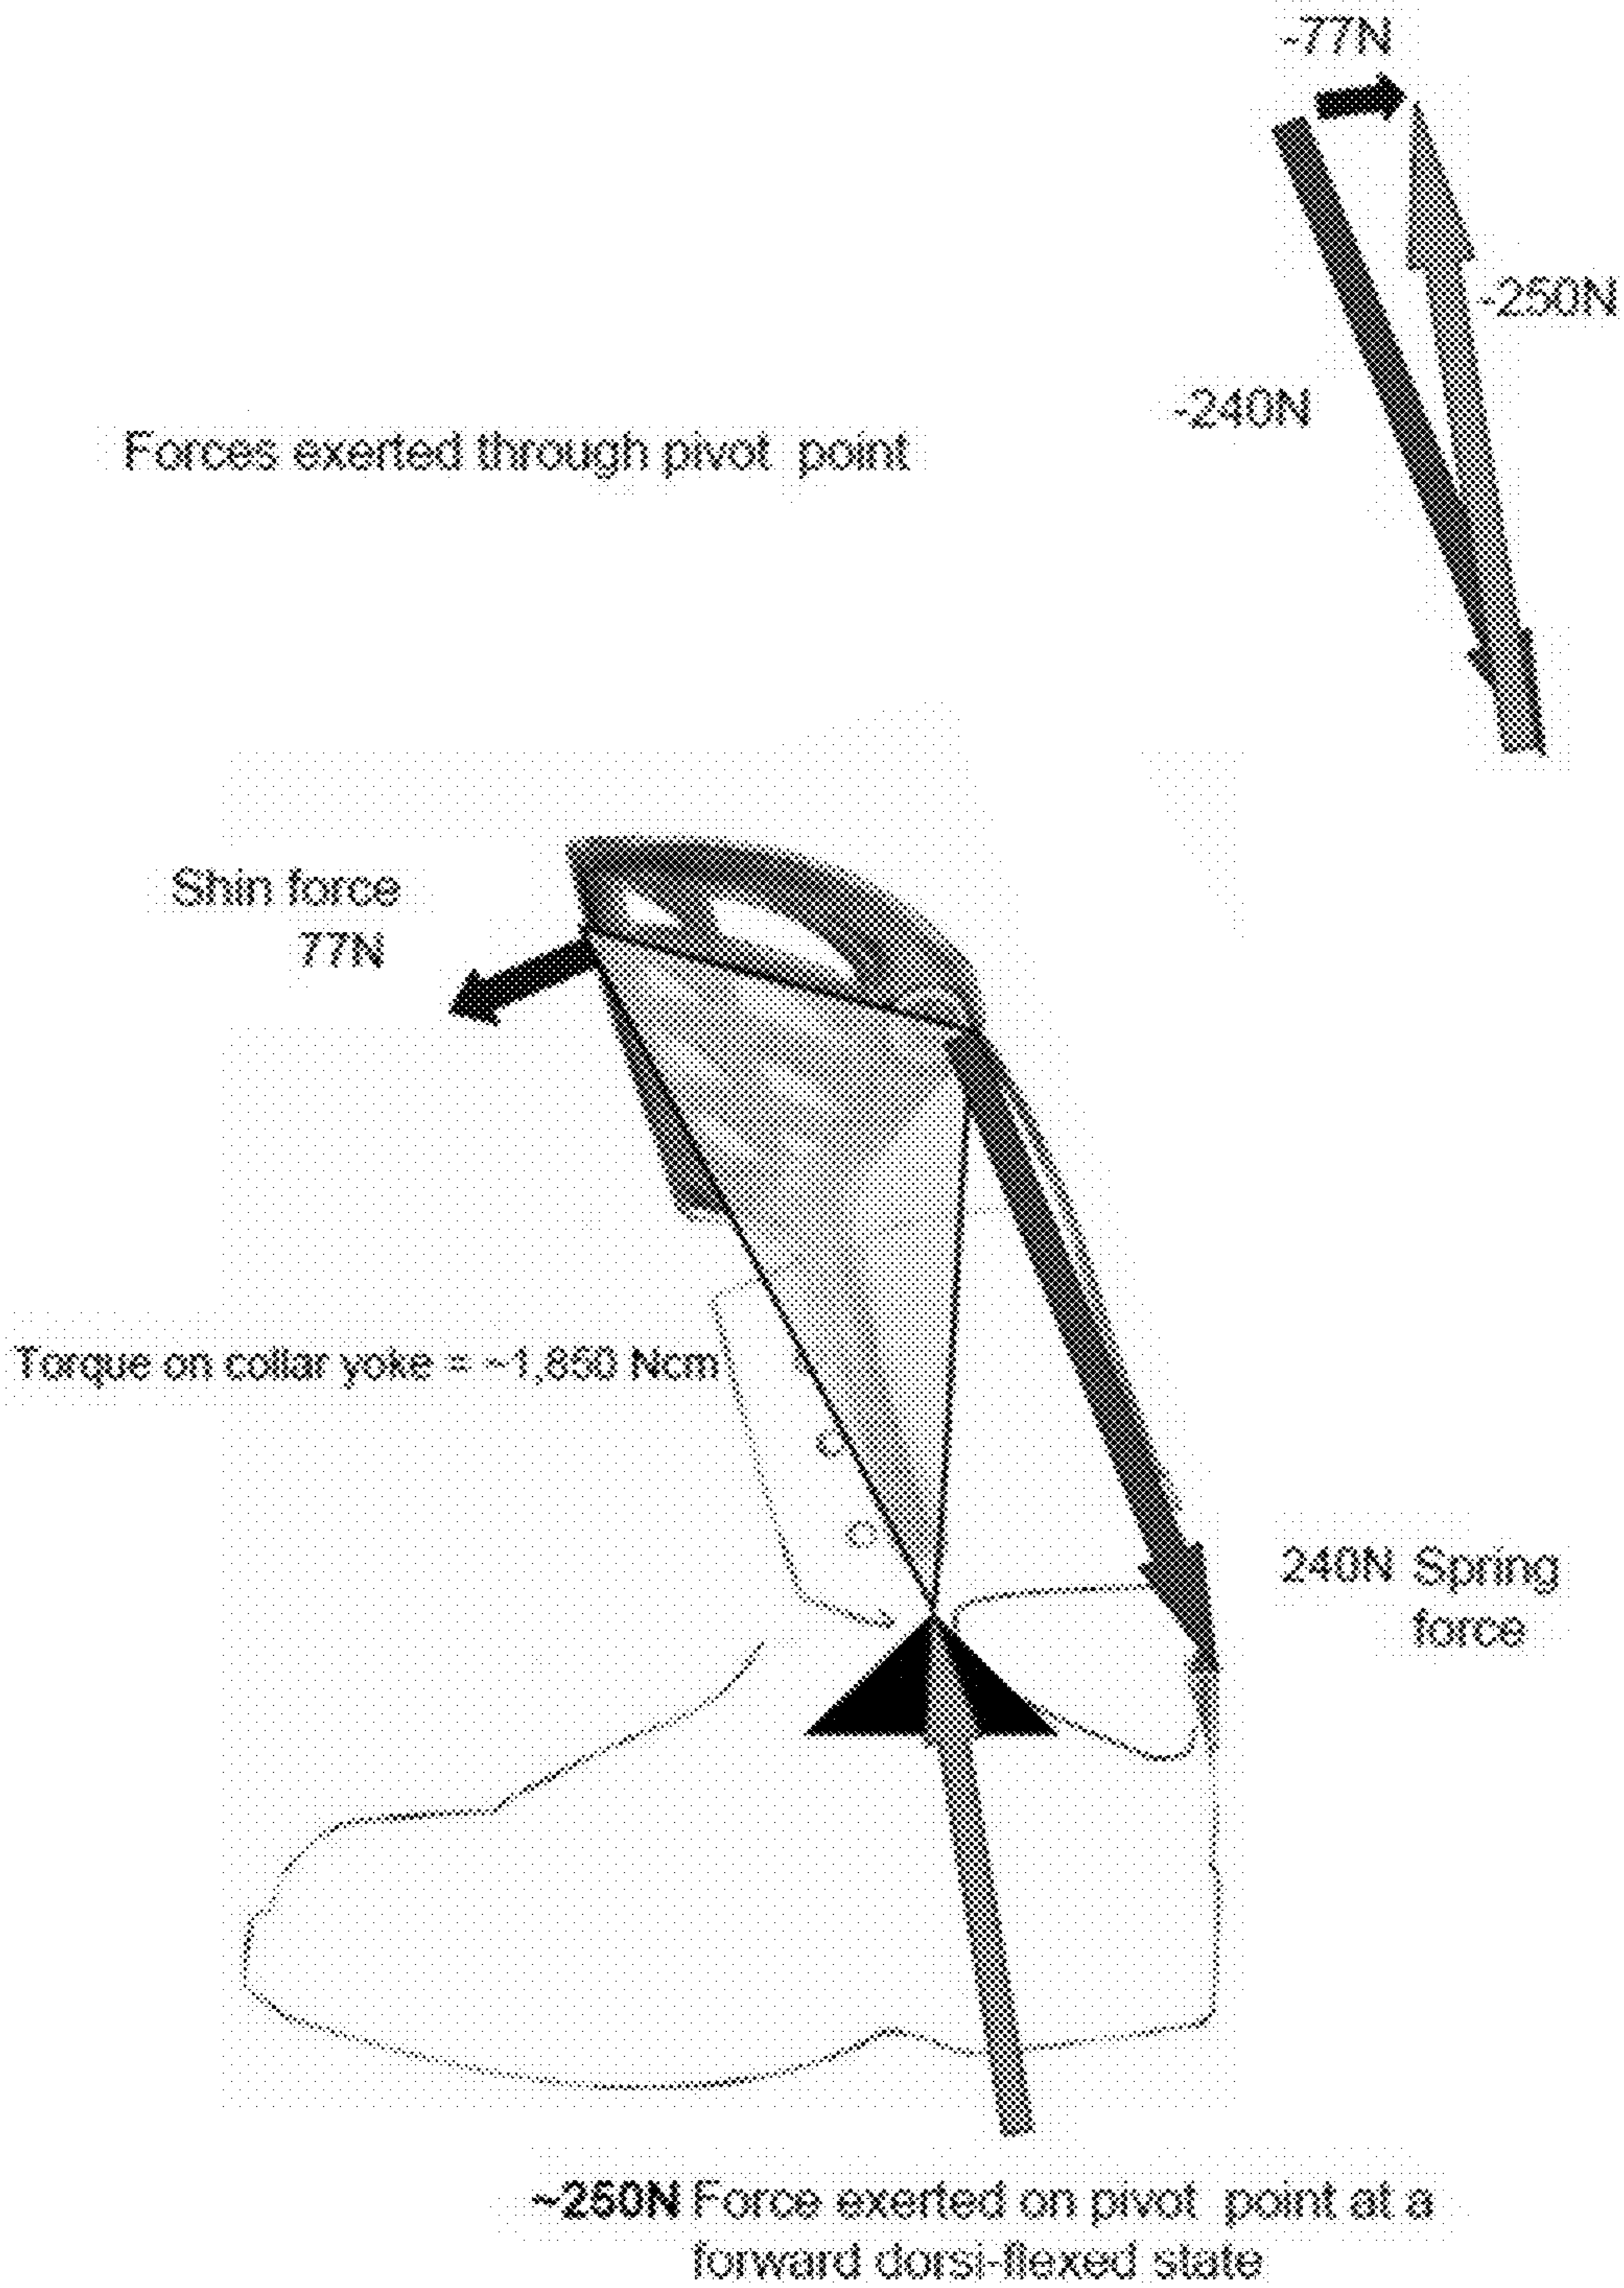 ~77N
-250N
-240N
Forces exerted through pivot point
Shin force
77N
Torque on collar yoke = ~1,850 Ncm
240N Spring
force
~250N Force exerted on pivot point at a
forward dorsi-flexed state